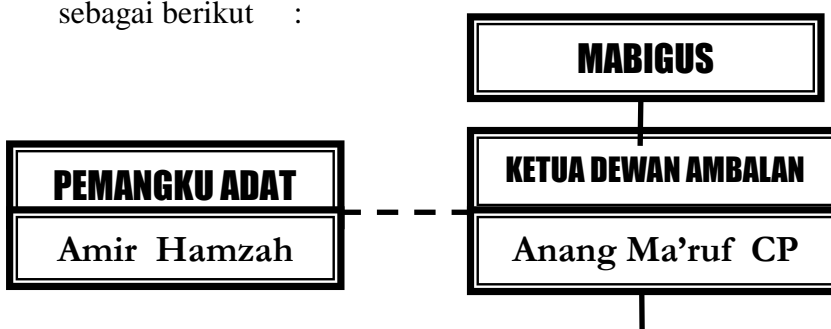 sebagai berikut :
MABIGUS
PEMANGKU ADAT
Amir Hamzah
KETUA DEWAN AMBALAN
Anang Ma’ruf CP